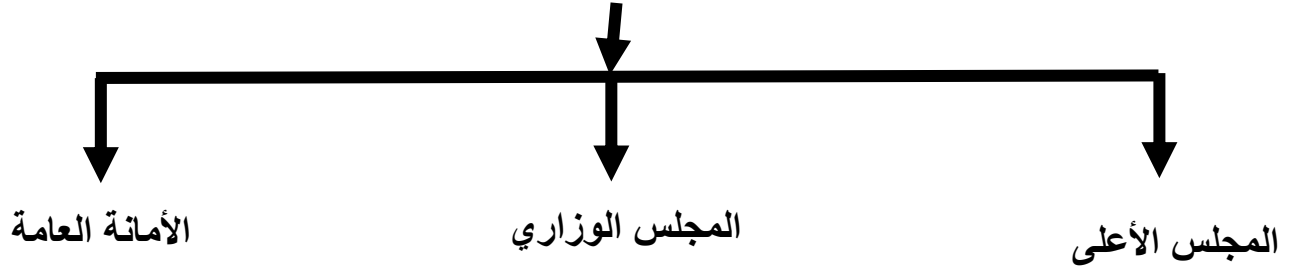 المجلس الأعلى
المجلس الوزاري
الأمانة العامة